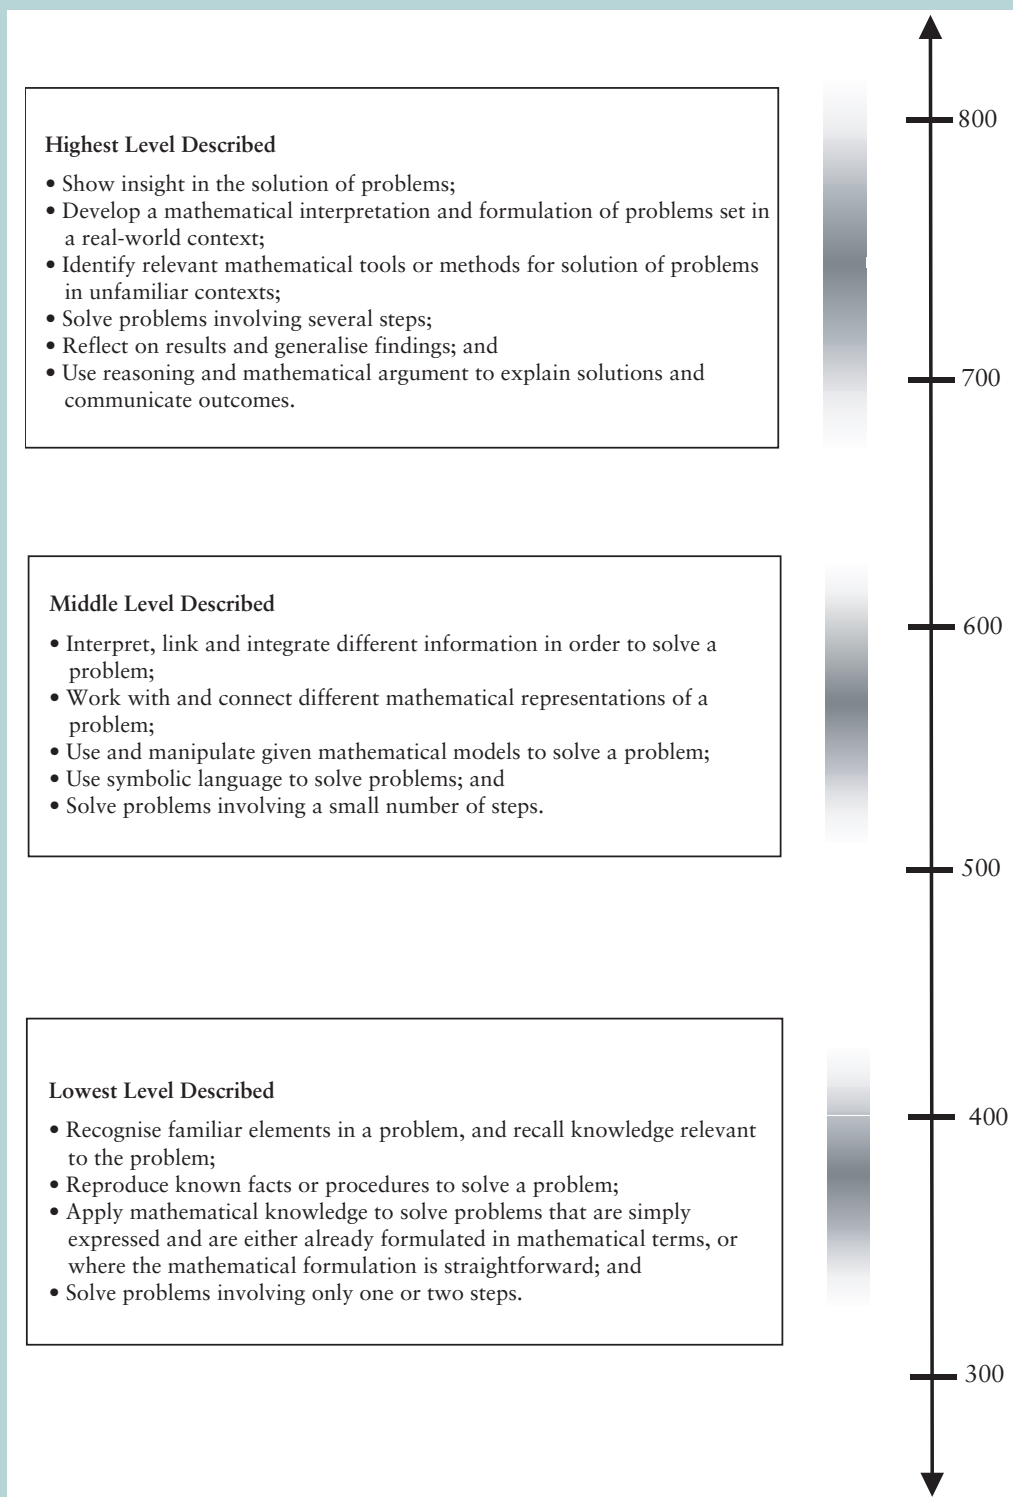 800
Highest Level Described
• Show insight in the solution of problems;
• Develop a mathematical interpretation and formulation of problems set in
a real-world context;
• Identify relevant mathematical tools or methods for solution of problems
in unfamiliar contexts;
• Solve problems involving several steps;
• Reflect on results and generalise findings; and
• Use reasoning and mathematical argument to explain solutions and
communicate outcomes.
700
Middle Level Described
600
• Interpret, link and integrate different information in order to solve a
problem;
• Work with and connect different mathematical representations of a
problem;
• Use and manipulate given mathematical models to solve a problem;
• Use symbolic language to solve problems; and
• Solve problems involving a small number of steps.
500
Lowest Level Described
400
• Recognise familiar elements in a problem, and recall knowledge relevant
to the problem;
• Reproduce known facts or procedures to solve a problem;
• Apply mathematical knowledge to solve problems that are simply
expressed and are either already formulated in mathematical terms, or
where the mathematical formulation is straightforward; and
• Solve problems involving only one or two steps.
300